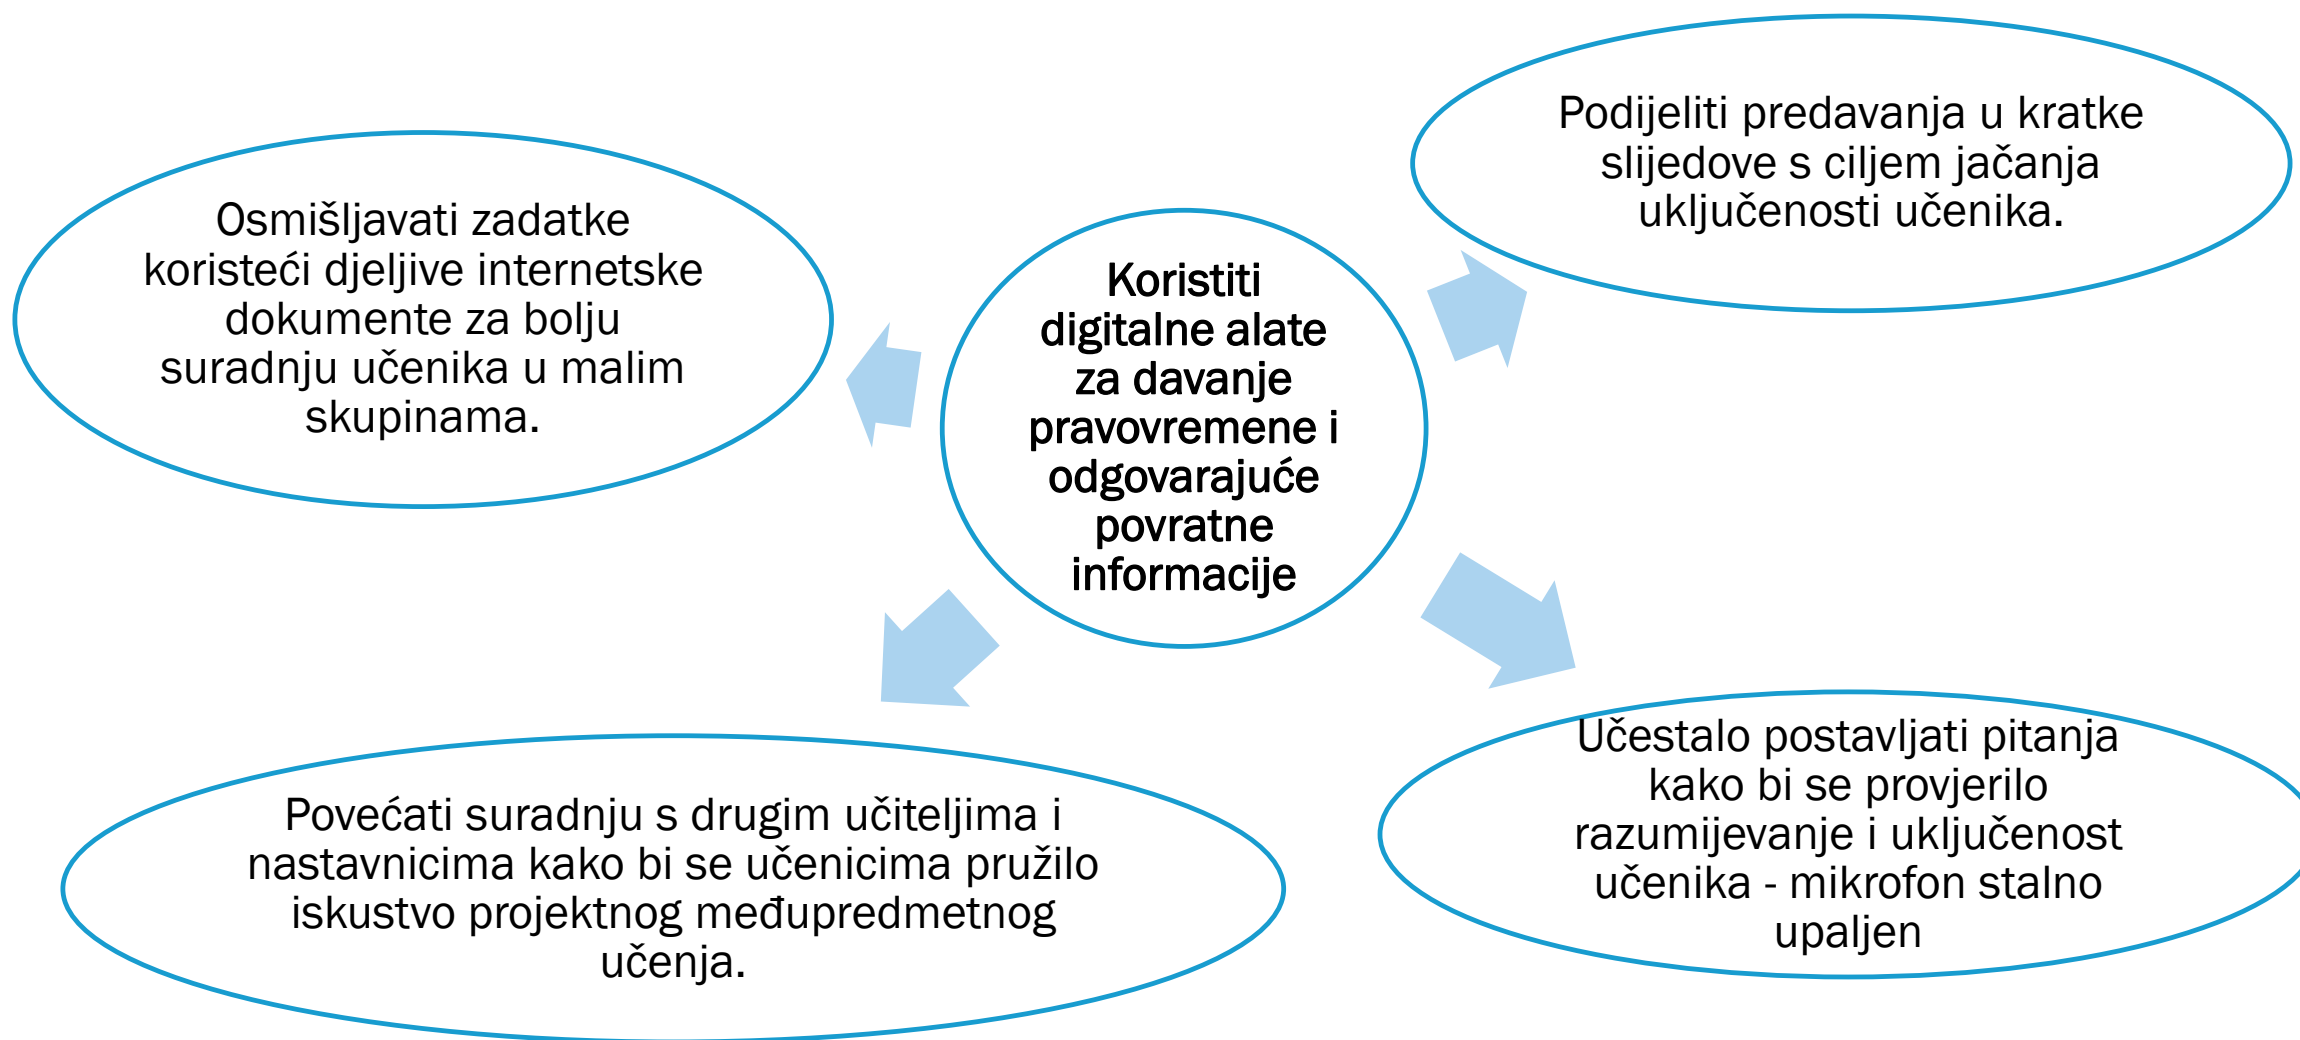 Podijeliti predavanja u kratke
slijedove s ciljem jačanja
uključenosti učenika.
Osmišljavati zadatke
koristeći djeljive internetske
dokumente za bolju
suradnju učenika u malim
skupinama.
Koristiti
digitalne alate
za davanje
pravovremene i
odgovarajuće
povratne
informacije
Učestalo postavljati pitanja
kako bi se provjerilo
razumijevanje i uključenost
učenika - mikrofon stalno
upaljen
Povećati suradnju s drugim učiteljima i
nastavnicima kako bi se učenicima pružilo
iskustvo projektnog međupredmetnog
učenja.